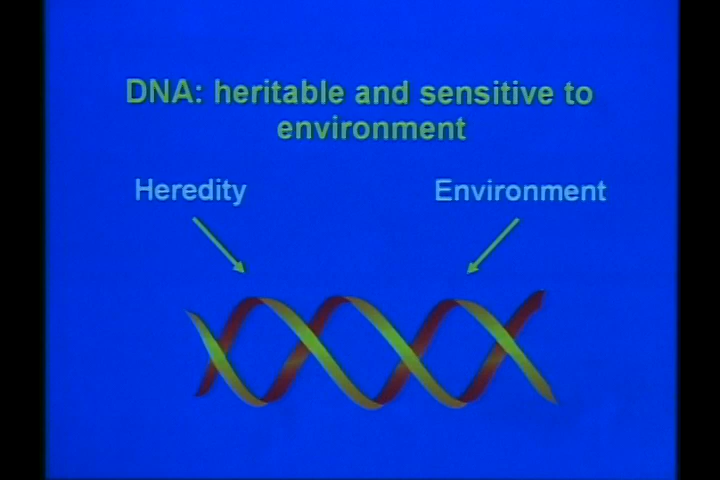 DNA: heritable and sensitive to
environment
Heredity
Environment